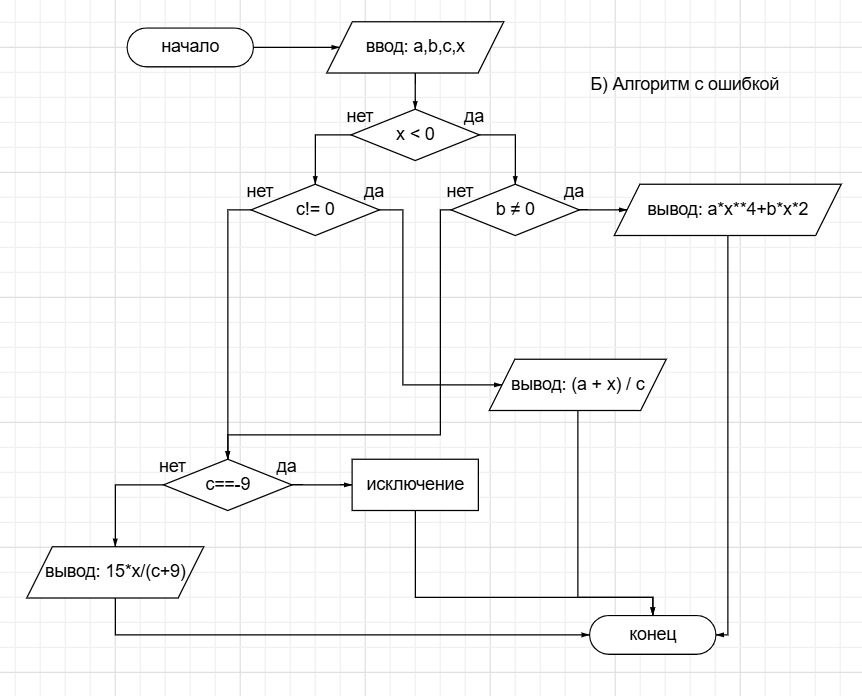 начало
ввод: a,b,c,x
Б) Алгоритм с ошибкой
нет
да
x < 0
нет
да
нет
да
c!= 0
b ≠ 0
вывод: a*x**4+b*x*2
вывод: (a + x) / c
нет
да
c==-9
исключение
вывод: 15*x/(c+9)
конец